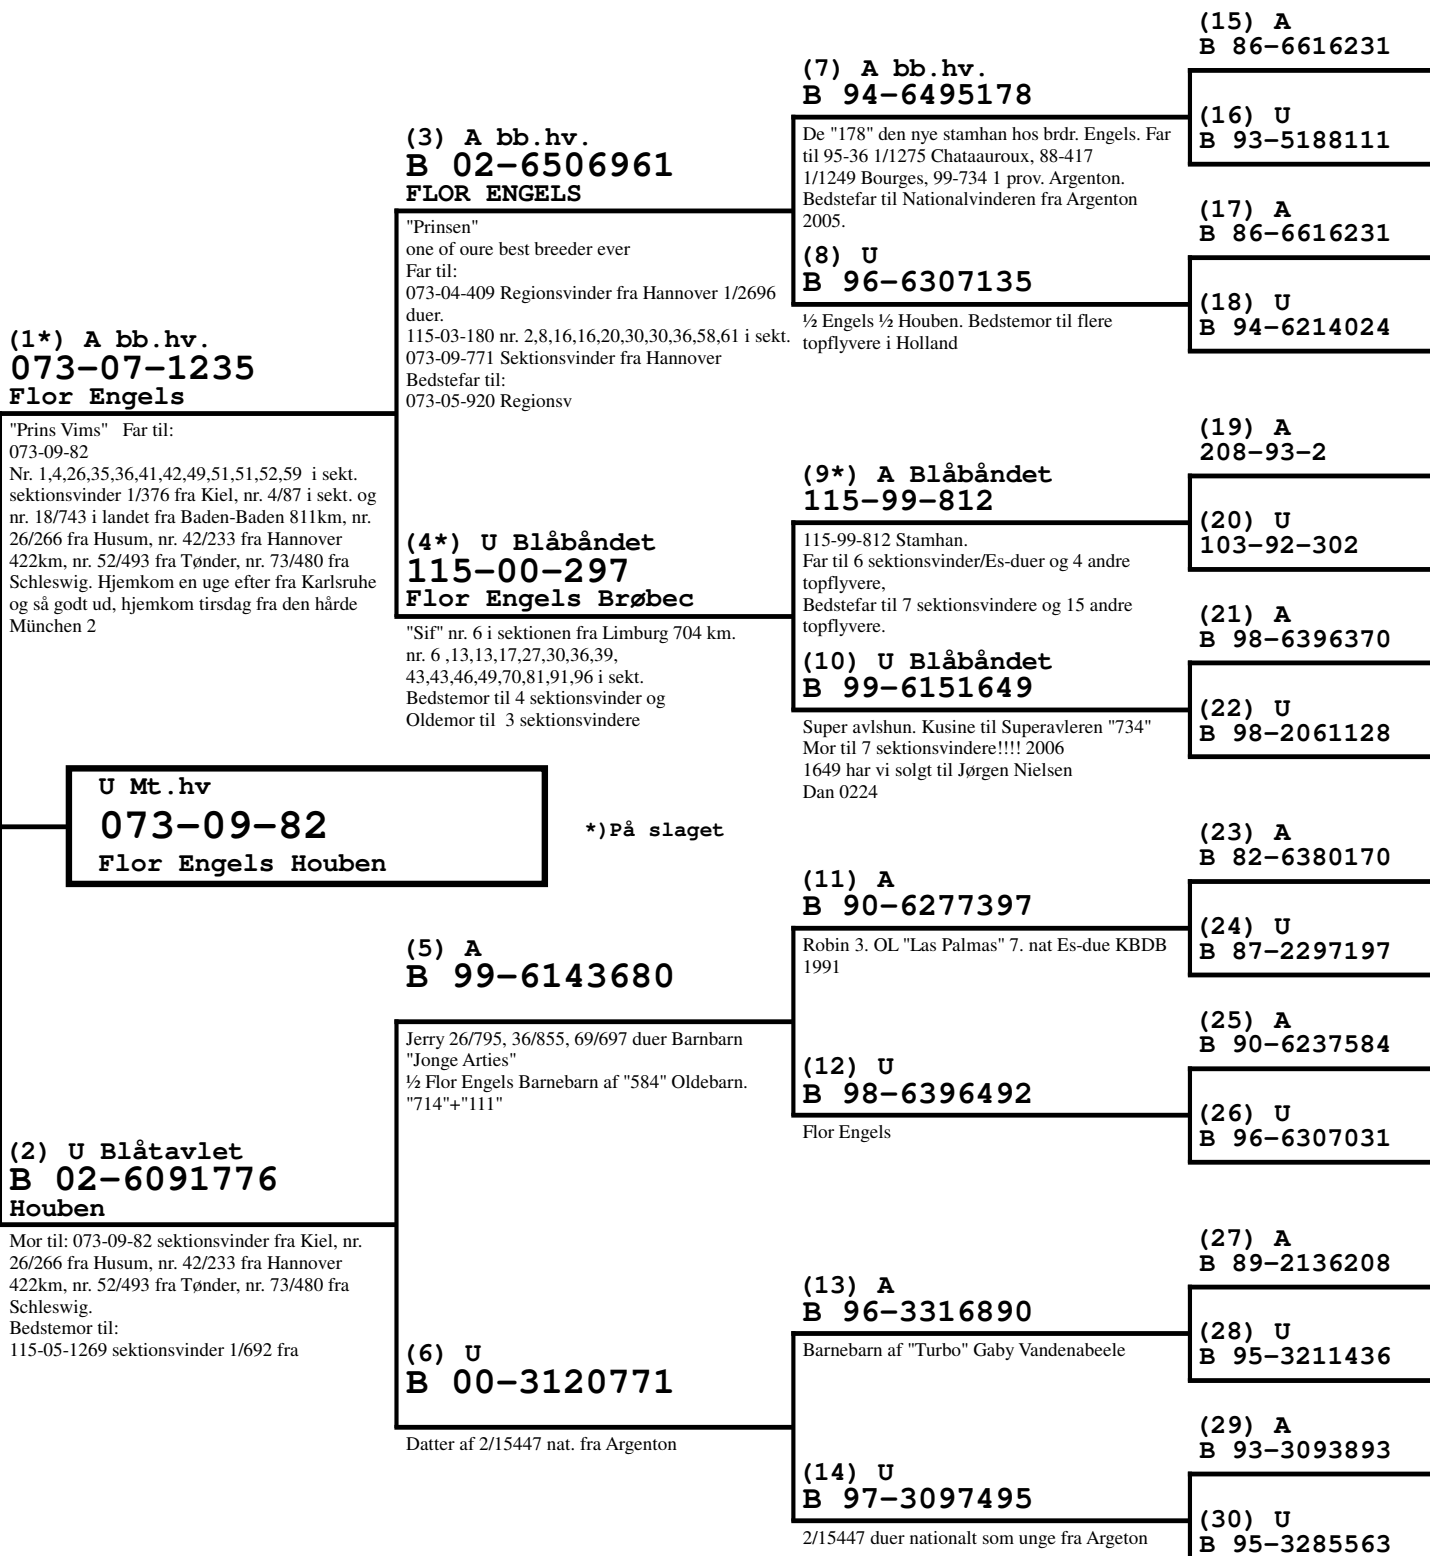 (1*) A bb.hv.
073-07-1235
Flor Engels
"Prins Vims"   Far til:
073-09-82
Nr. 1,4,26,35,36,41,42,49,51,51,52,59  i sekt.
sektionsvinder 1/376 fra Kiel, nr. 4/87 i sekt. og
nr. 18/743 i landet fra Baden-Baden 811km, nr.
26/266 fra Husum, nr. 42/233 fra Hannover
422km, nr. 52/493 fra Tønder, nr. 73/480 fra
Schleswig. Hjemkom en uge efter fra Karlsruhe
og så godt ud, hjemkom tirsdag fra den hårde
München 2
U Mt.hv
073-09-82
Flor Engels Houben
*)På slaget
(2) U Blåtavlet
B 02-6091776
Houben
Mor til: 073-09-82 sektionsvinder fra Kiel, nr.
26/266 fra Husum, nr. 42/233 fra Hannover
422km, nr. 52/493 fra Tønder, nr. 73/480 fra
Schleswig.
Bedstemor til:
115-05-1269 sektionsvinder 1/692 fra
(3) A bb.hv.
B 02-6506961
FLOR ENGELS
"Prinsen"
one of oure best breeder ever
Far til:
073-04-409 Regionsvinder fra Hannover 1/2696
duer.
115-03-180 nr. 2,8,16,16,20,30,30,36,58,61 i sekt.
073-09-771 Sektionsvinder fra Hannover
Bedstefar til:
073-05-920 Regionsv
(4*) U Blåbåndet
115-00-297
Flor Engels Brøbec
"Sif" nr. 6 i sektionen fra Limburg 704 km.
nr. 6 ,13,13,17,27,30,36,39,
43,43,46,49,70,81,91,96 i sekt.
Bedstemor til 4 sektionsvinder og
Oldemor til  3 sektionsvindere
(5) A
B 99-6143680
Jerry 26/795, 36/855, 69/697 duer Barnbarn
"Jonge Arties"
½ Flor Engels Barnebarn af "584" Oldebarn.
"714"+"111"
(6) U
B 00-3120771
Datter af 2/15447 nat. fra Argenton
(7) A bb.hv.
B 94-6495178
De "178" den nye stamhan hos brdr. Engels. Far
til 95-36 1/1275 Chataauroux, 88-417
1/1249 Bourges, 99-734 1 prov. Argenton.
Bedstefar til Nationalvinderen fra Argenton
2005.
(8) U
B 96-6307135
½ Engels ½ Houben. Bedstemor til flere
topflyvere i Holland
(9*) A Blåbåndet
115-99-812
115-99-812 Stamhan.
Far til 6 sektionsvinder/Es-duer og 4 andre
topflyvere,
Bedstefar til 7 sektionsvindere og 15 andre
topflyvere.
(10) U Blåbåndet
B 99-6151649
Super avlshun. Kusine til Superavleren "734"
Mor til 7 sektionsvindere!!!! 2006
1649 har vi solgt til Jørgen Nielsen
Dan 0224
(11) A
B 90-6277397
Robin 3. OL "Las Palmas" 7. nat Es-due KBDB
1991
(12) U
B 98-6396492
Flor Engels
(13) A
B 96-3316890
Barnebarn af "Turbo" Gaby Vandenabeele
(14) U
B 97-3097495
2/15447 duer nationalt som unge fra Argeton
(15) A
B 86-6616231
(16) U
B 93-5188111
(17) A
B 86-6616231
(18) U
B 94-6214024
(19) A
208-93-2
(20) U
103-92-302
(21) A
B 98-6396370
(22) U
B 98-2061128
(23) A
B 82-6380170
(24) U
B 87-2297197
(25) A
B 90-6237584
(26) U
B 96-6307031
(27) A
B 89-2136208
(28) U
B 95-3211436
(29) A
B 93-3093893
(30) U
B 95-3285563